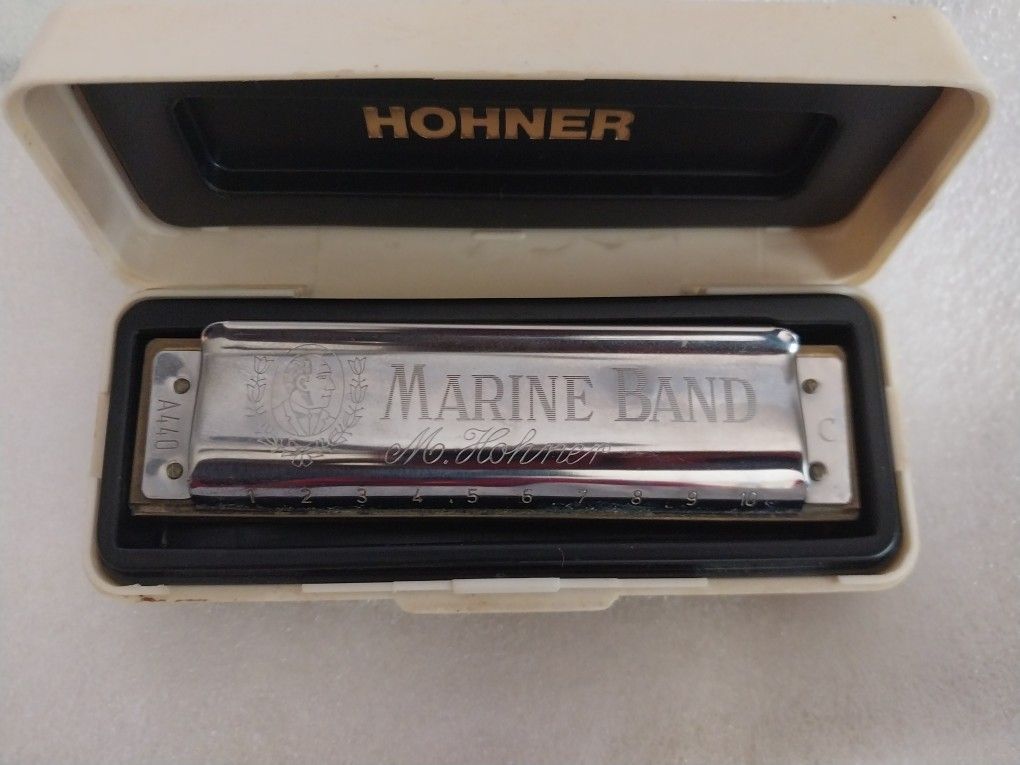 HOHNER
A440
MARINE BAND
C
M. Hohner
1 2 3 4 5 6 7 8 9 10